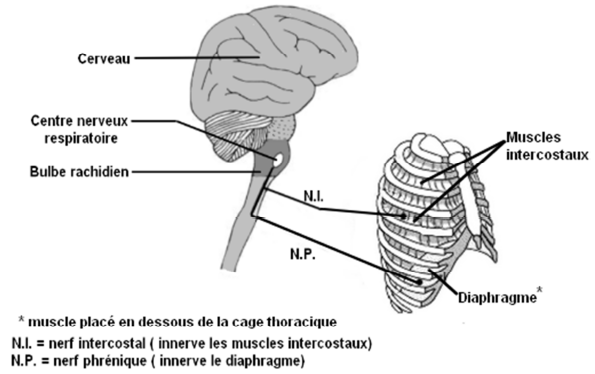 Cerveau
Centre nerveux
respiratoire
Bulbe rachidien
Muscles
intercostaux
N.I.
N.P.
Diaphragme*
* muscle placé en dessous de la cage thoracique
N.I. = nerf intercostal ( innerve les muscles intercostaux)
N.P. = nerf phrénique ( innerve le diaphragme)